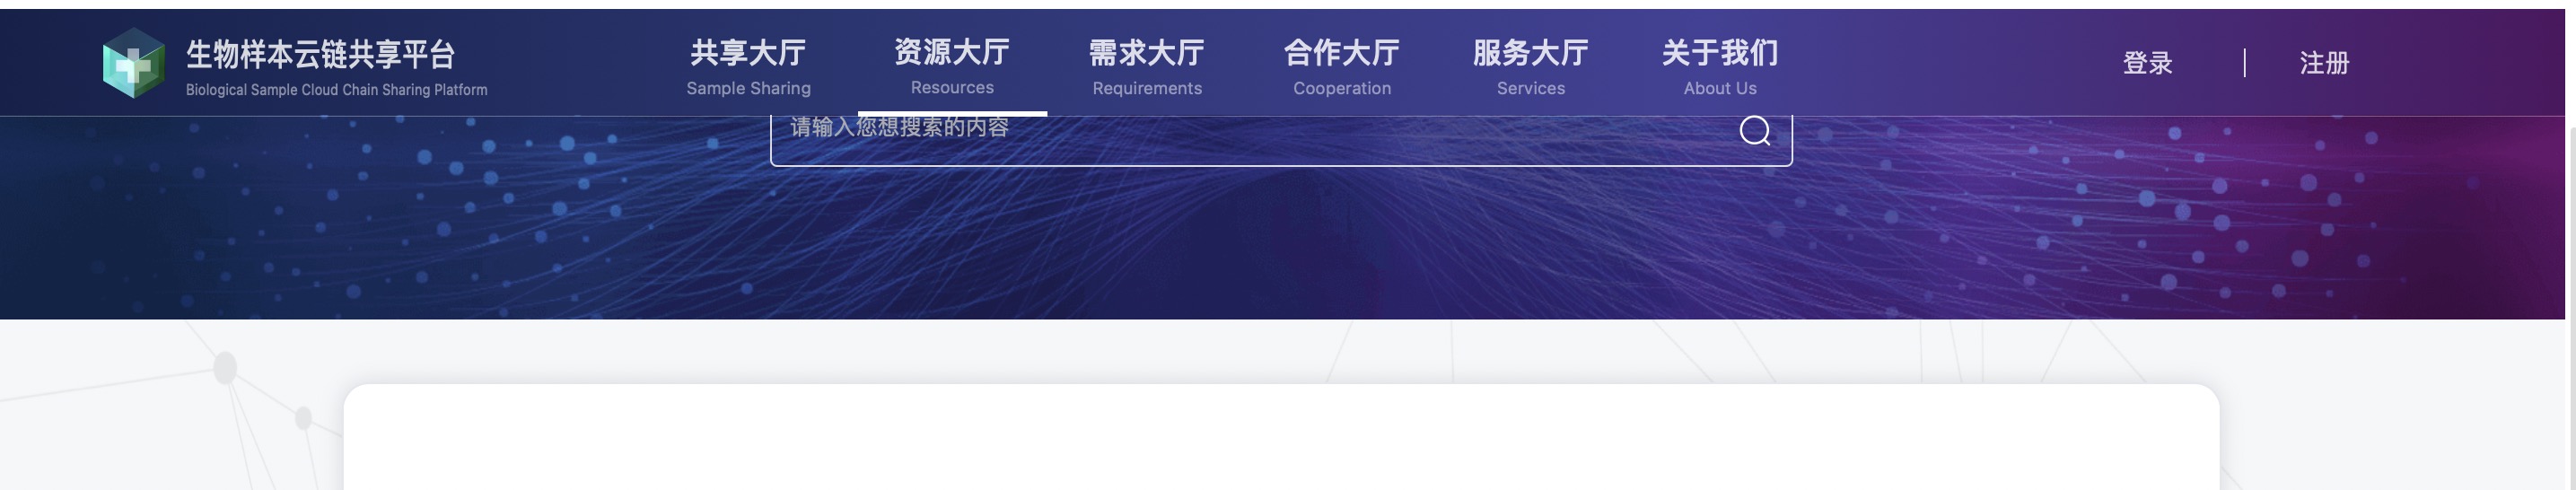 生物样本云链共享平台
Biological Sample Cloud Chain Sharing Platform
共享大厅
Sample Sharing
资源大厅
Resources
需求大厅
Requirements
合作大厅
Cooperation
服务大厅
Services
关于我们
About Us
登录
注册
请输入您想搜索的内容